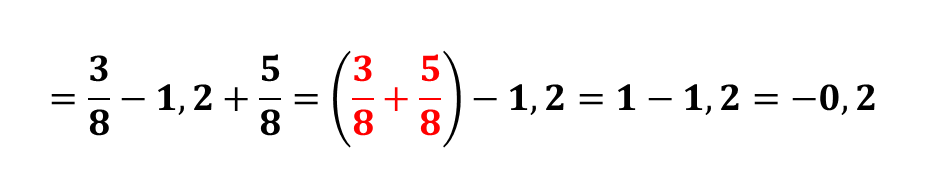 = 3/8 − 1,2 + 5/8 = (3/8 + 5/8) − 1,2 = 1 − 1,2 = −0,2